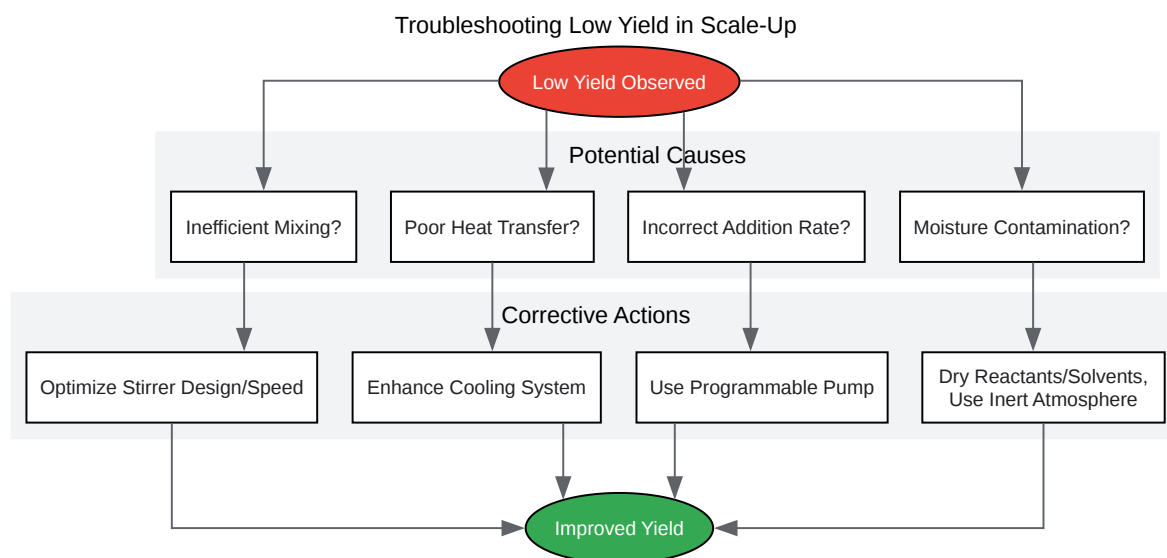 Troubleshooting Low Yield in Scale-Up
Low Yield Observed
Potential Causes
Inefficient Mixing?
Poor Heat Transfer?
Incorrect Addition Rate?
Moisture Contamination?
Corrective Actions
Optimize Stirrer Design/Speed
Enhance Cooling System
Use Programmable Pump
Dry Reactants/Solvents,
Use Inert Atmosphere
Improved Yield